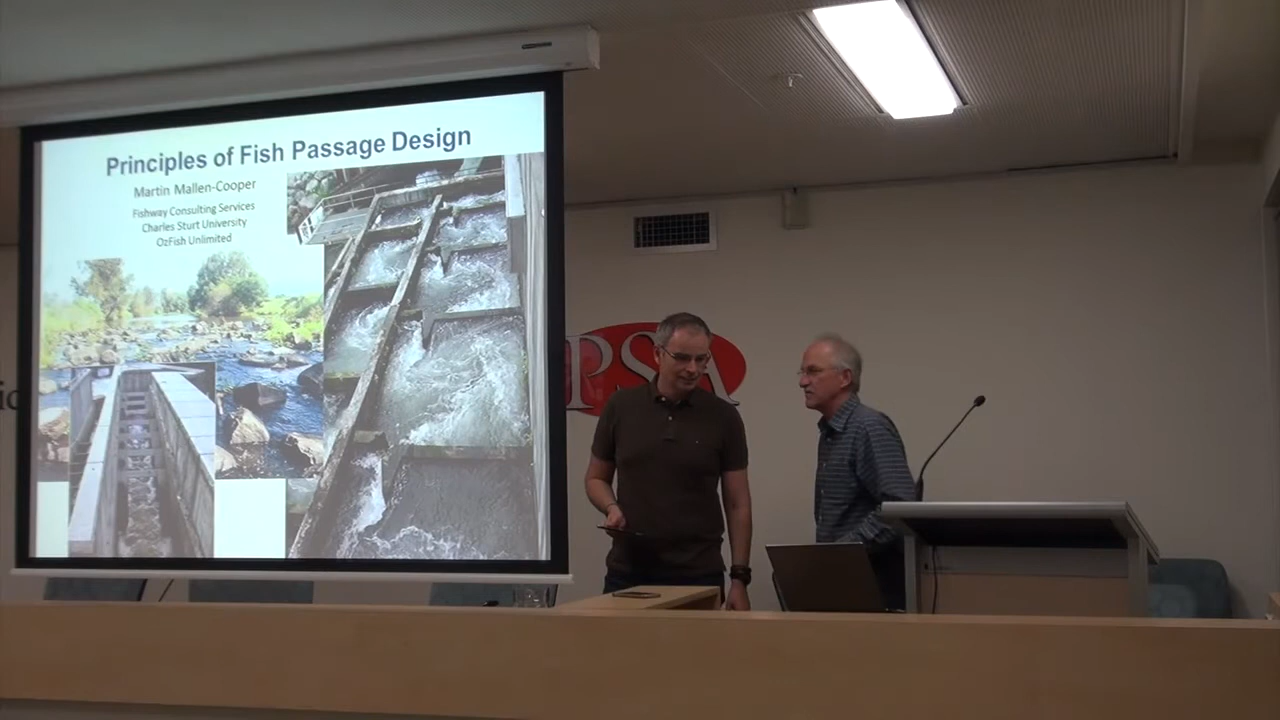 Principles of Fish Passage Design
Martin Mallen-Cooper
Fishway Consulting Services
Charles Sturt University
OzFish Unlimited
PSA